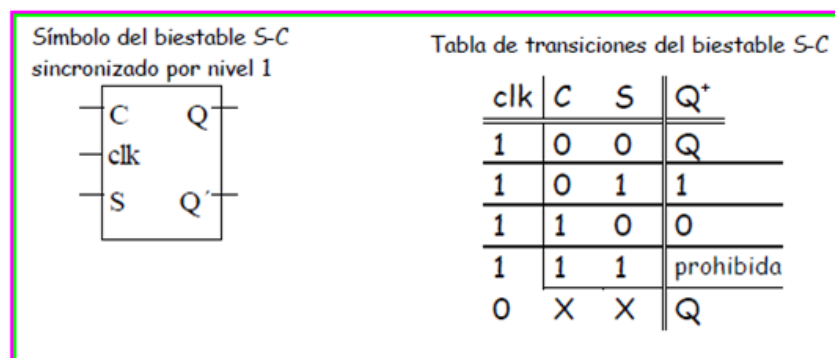 Símbolo del biestable S-C
sincronizado por nivel 1
C Q
clk
S Q´
Tabla de transiciones del biestable S-C
clk C S Q⁺
1 0 0 Q
1 0 1 1
1 1 0 0
1 1 1 prohibida
0 X X Q